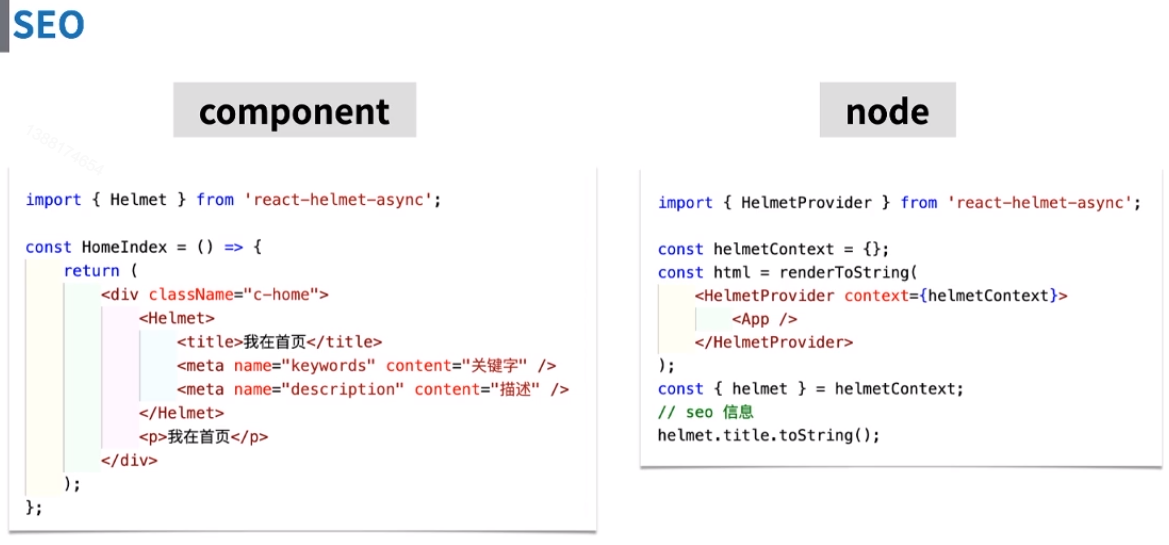 SEO
component
import { Helmet } from 'react-helmet-async';
const HomeIndex = () => {
return (
<div className="c-home">
<Helmet>
<title>我在首页</title>
<meta name="keywords" content="关键字" />
<meta name="description" content="描述" />
</Helmet>
<p>我在首页</p>
</div>
);
};
node
import { HelmetProvider } from 'react-helmet-async';
const helmetContext = {};
const html = renderToString(
<HelmetProvider context={helmetContext}>
<App />
</HelmetProvider>
);
const { helmet } = helmetContext;
// seo 信息
helmet.title.toString();